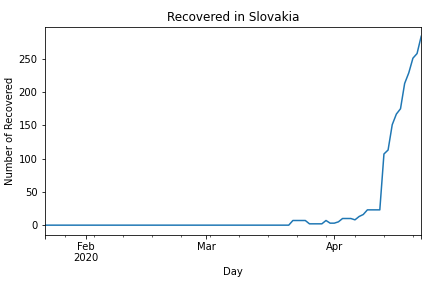 Recovered in Slovakia
Number of Recovered
250
200
150
100
50
0
Feb
2020
Mar
Apr
Day